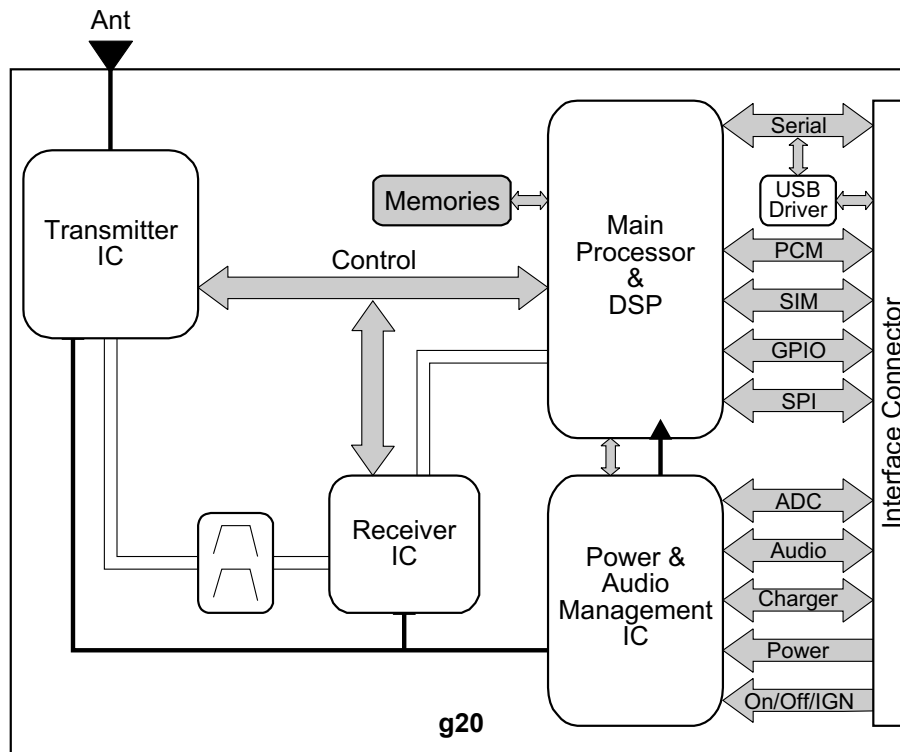 Ant
Transmitter
IC
Memories
Control
Main
Processor
&
DSP
Serial
USB
Driver
PCM
SIM
GPIO
SPI
Interface Connector
Receiver
IC
Power &
Audio
Management
IC
ADC
Audio
Charger
Power
On/Off/IGN
g20